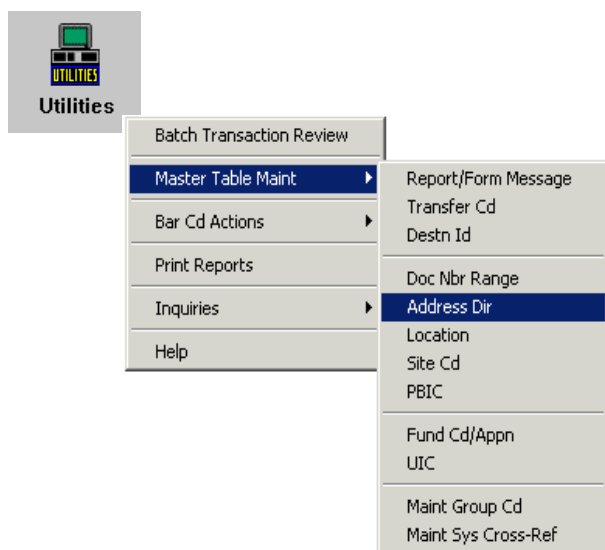 UTILITIES
Utilities
Batch Transaction Review
Master Table Maint
Bar Cd Actions
Print Reports
Inquiries
Help
Report/Form Message
Transfer Cd
Destn Id
Doc Nbr Range
Address Dir
Location
Site Cd
PBIC
Fund Cd/Appn
UIC
Maint Group Cd
Maint Sys Cross-Ref